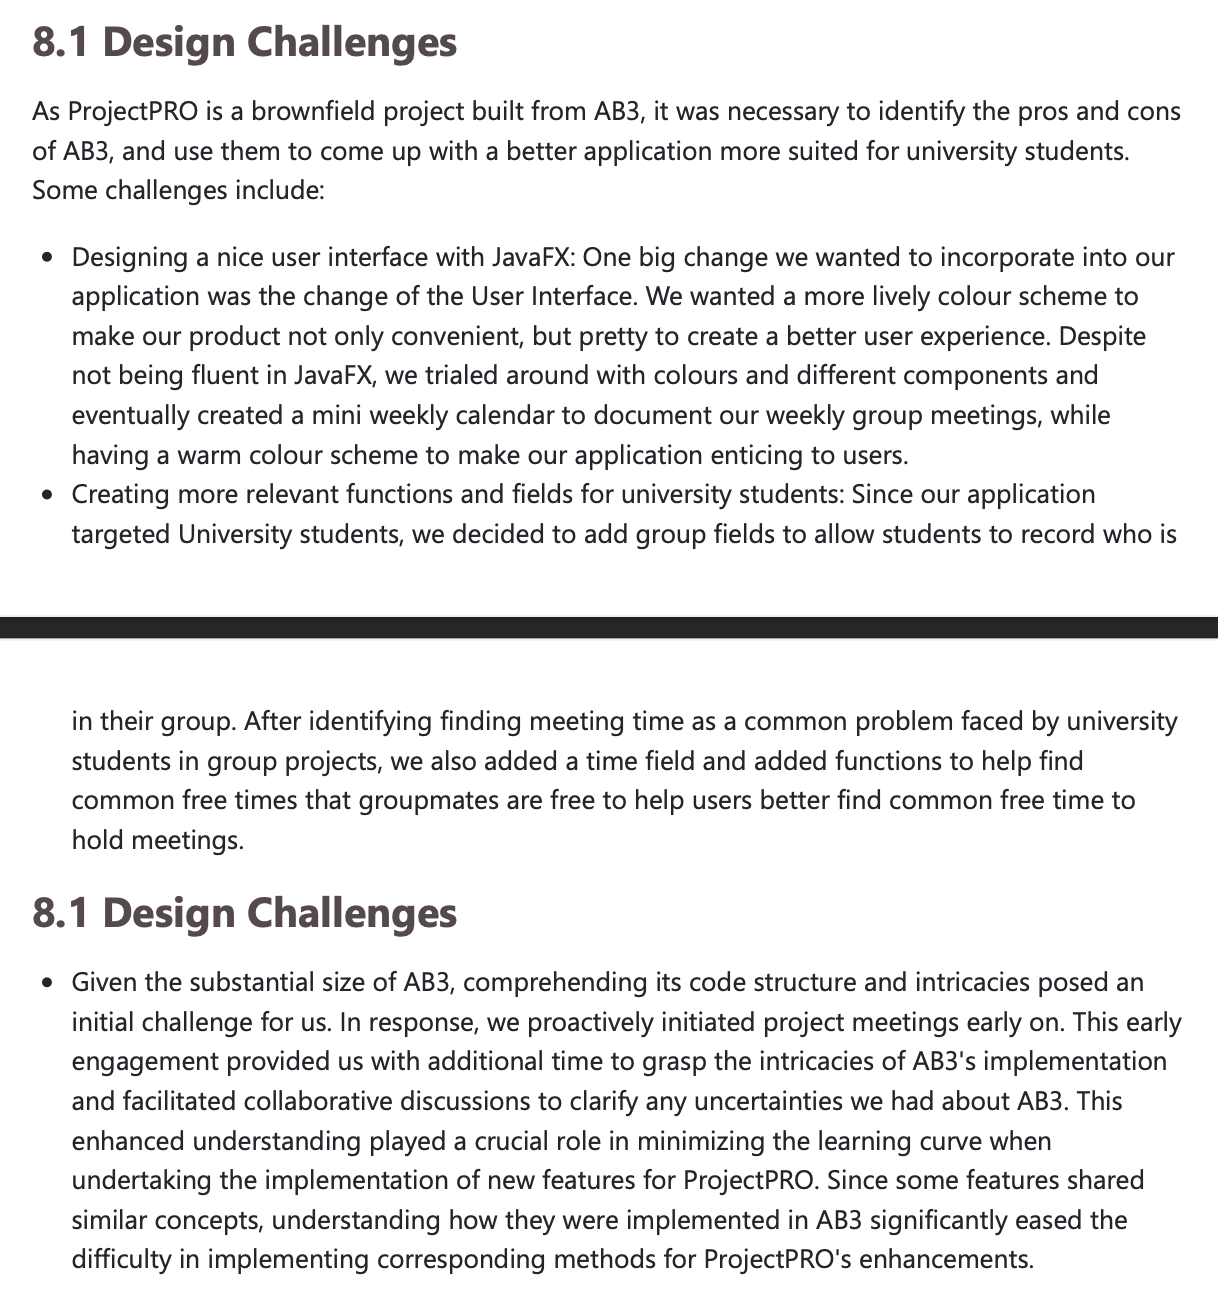 8.1 Design Challenges
As ProjectPRO is a brownfield project built from AB3, it was necessary to identify the pros and cons
of AB3, and use them to come up with a better application more suited for university students.
Some challenges include:
• Designing a nice user interface with JavaFX: One big change we wanted to incorporate into our
application was the change of the User Interface. We wanted a more lively colour scheme to
make our product not only convenient, but pretty to create a better user experience. Despite
not being fluent in JavaFX, we trialed around with colours and different components and
eventually created a mini weekly calendar to document our weekly group meetings, while
having a warm colour scheme to make our application enticing to users.
• Creating more relevant functions and fields for university students: Since our application
targeted University students, we decided to add group fields to allow students to record who is
in their group. After identifying finding meeting time as a common problem faced by university
students in group projects, we also added a time field and added functions to help find
common free times that groupmates are free to help users better find common free time to
hold meetings.
8.1 Design Challenges
• Given the substantial size of AB3, comprehending its code structure and intricacies posed an
initial challenge for us. In response, we proactively initiated project meetings early on. This early
engagement provided us with additional time to grasp the intricacies of AB3's implementation
and facilitated collaborative discussions to clarify any uncertainties we had about AB3. This
enhanced understanding played a crucial role in minimizing the learning curve when
undertaking the implementation of new features for ProjectPRO. Since some features shared
similar concepts, understanding how they were implemented in AB3 significantly eased the
difficulty in implementing corresponding methods for ProjectPRO's enhancements.